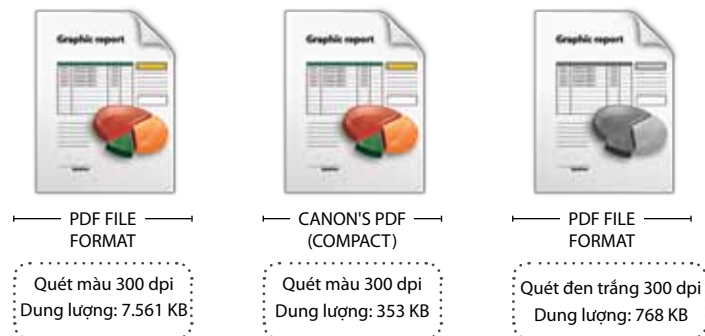 Graphic report
Graphic report
Graphic report
PDF FILE
FORMAT
CANON'S PDF
(COMPACT)
PDF FILE
FORMAT
Quét màu 300 dpi
Dung lượng: 7.561 KB
Quét màu 300 dpi
Dung lượng: 353 KB
Quét đen trắng 300 dpi
Dung lượng: 768 KB